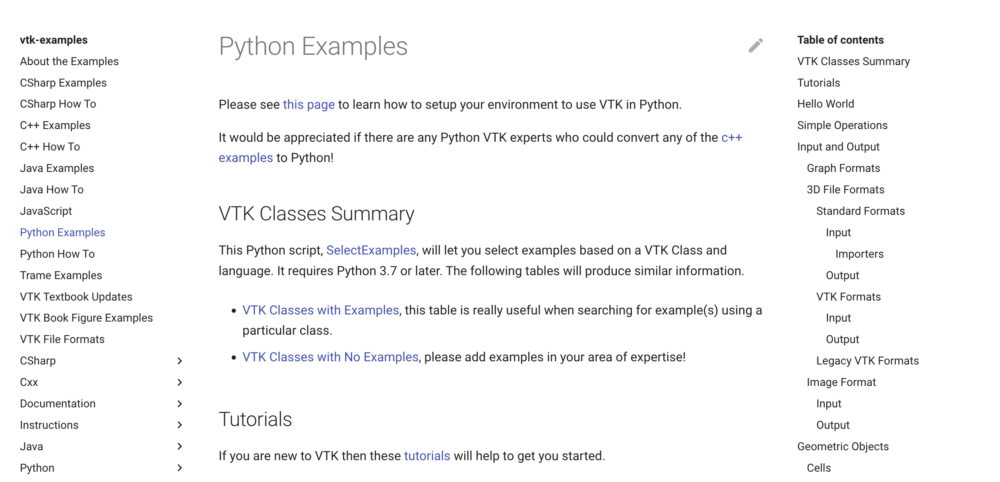 vtk-examples
About the Examples
CSharp Examples
CSharp How To
C++ Examples
C++ How To
Java Examples
Java How To
JavaScript
Python Examples
Python How To
Trame Examples
VTK Textbook Updates
VTK Book Figure Examples
VTK File Formats
CSharp
Cxx
Documentation
Instructions
Java
Python
Python Examples
Please see this page to learn how to setup your environment to use VTK in Python.
It would be appreciated if there are any Python VTK experts who could convert any of the c++
examples to Python!
VTK Classes Summary
This Python script, SelectExamples, will let you select examples based on a VTK Class and
language. It requires Python 3.7 or later. The following tables will produce similar information.
• VTK Classes with Examples, this table is really useful when searching for example(s) using a
particular class.
• VTK Classes with No Examples, please add examples in your area of expertise!
Tutorials
If you are new to VTK then these tutorials will help to get you started.
Table of contents
VTK Classes Summary
Tutorials
Hello World
Simple Operations
Input and Output
Graph Formats
3D File Formats
Standard Formats
Input
Importers
Output
VTK Formats
Input
Output
Legacy VTK Formats
Image Format
Input
Output
Geometric Objects
Cells